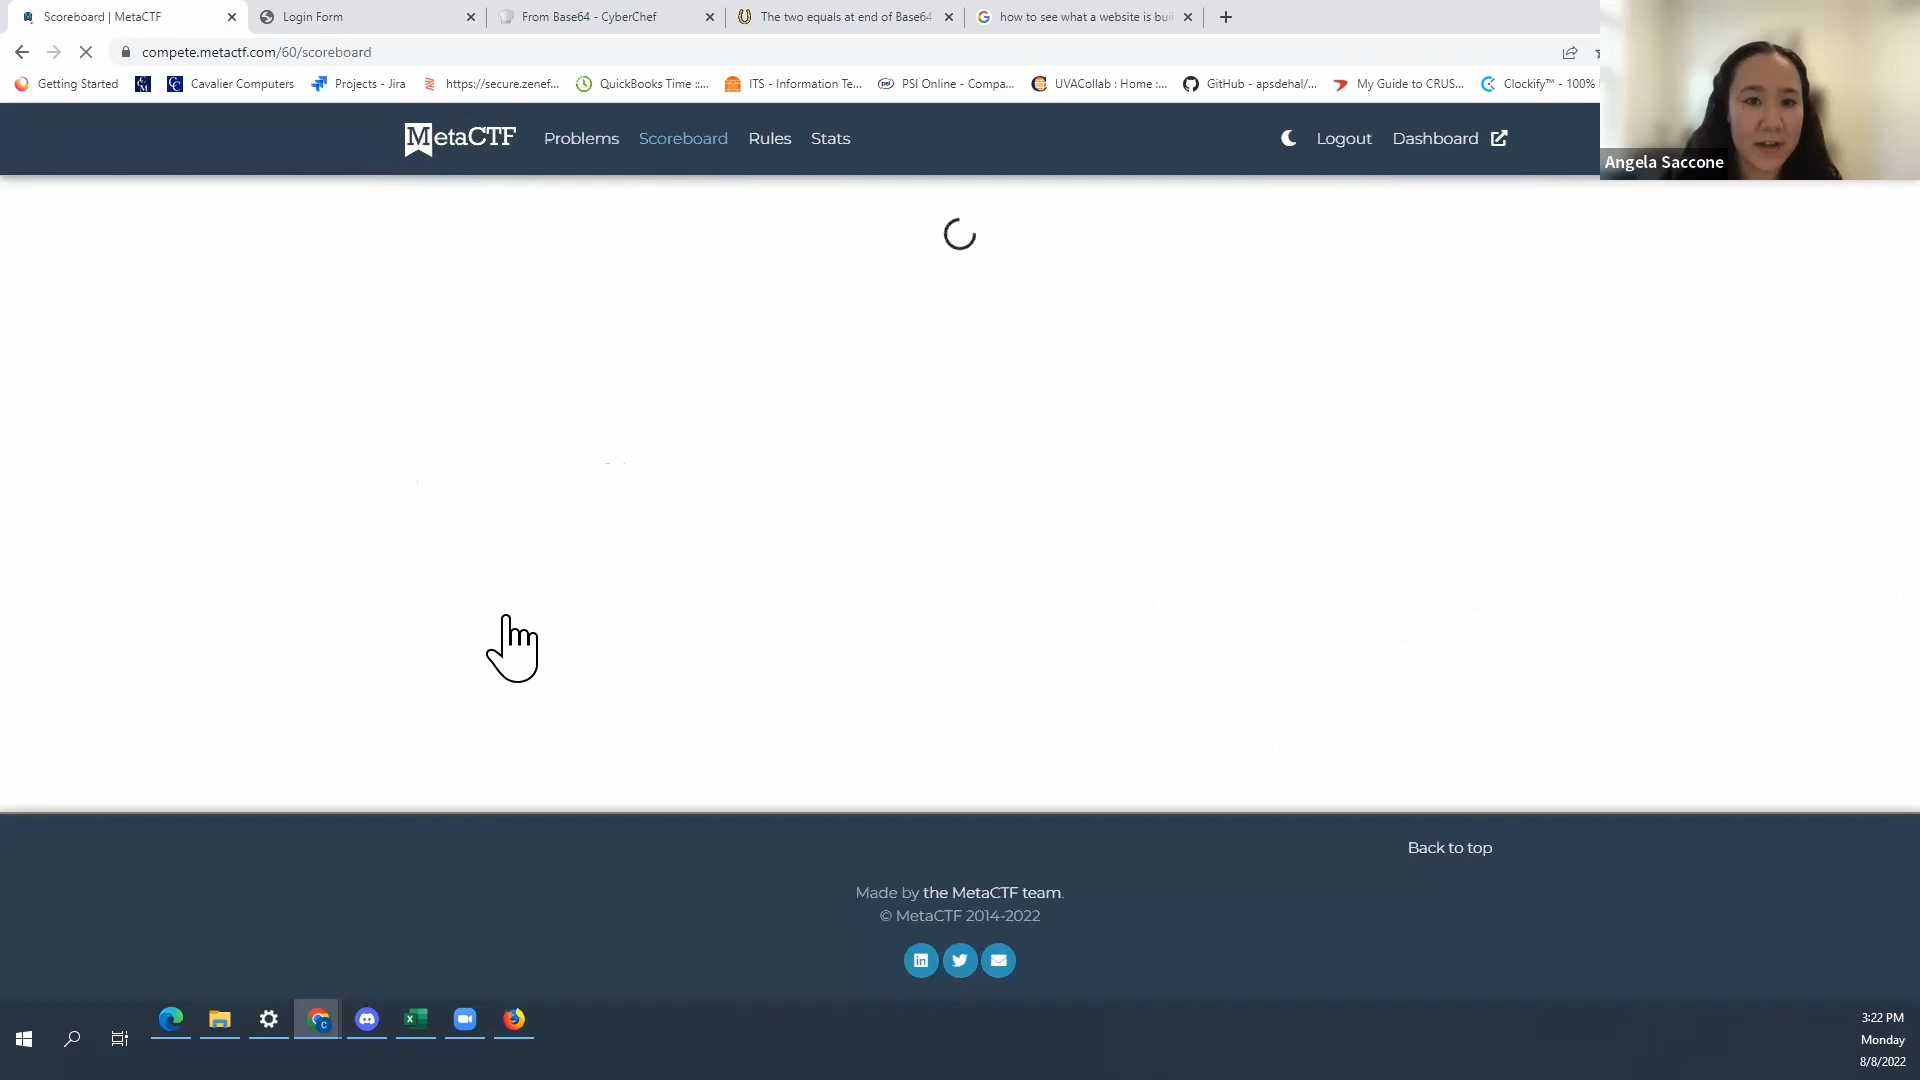 Scoreboard | MetaCTF
Login Form
From Base64 - CyberChef
The two equals at end of Base64
how to see what a website is bui
compete.metactf.com/60/scoreboard
Getting Started
Cavalier Computers
Projects - Jira
https://secure.zenef...
QuickBooks Time ::...
ITS - Information Te...
PSI Online - Compa...
UVACollab : Home :...
GitHub - apsdehal/...
My Guide to CRUS...
Clockify™ - 100%
MetaCTF
Problems
Scoreboard
Rules
Stats
Logout
Dashboard
Angela Saccone
Back to top
Made by the MetaCTF team.
© MetaCTF 2014-2022
3:22 PM
Monday
8/8/2022